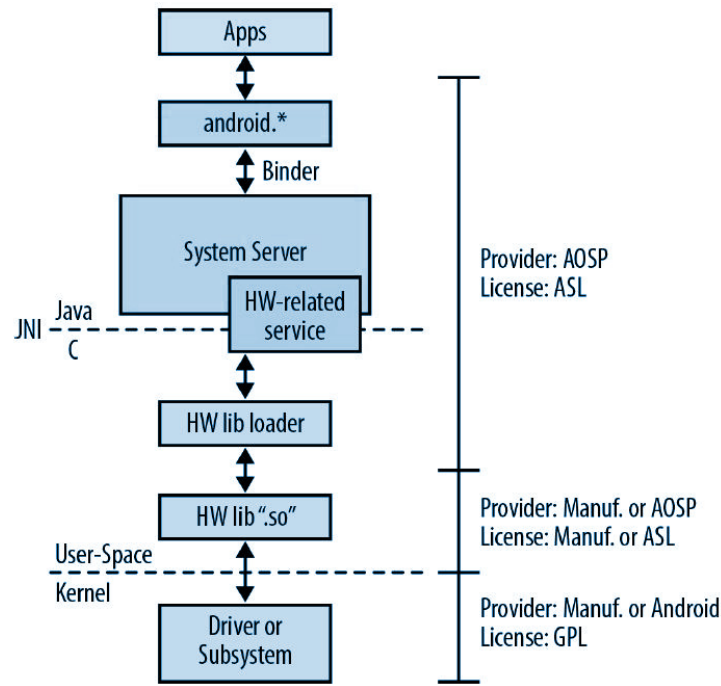 Apps
android.*
Binder
System Server
Provider: AOSP
License: ASL
HW-related
service
JNI
Java
C
HW lib loader
HW lib ".so"
Provider: Manuf. or AOSP
License: Manuf. or ASL
User-Space
Kernel
Driver or
Subsystem
Provider: Manuf. or Android
License: GPL